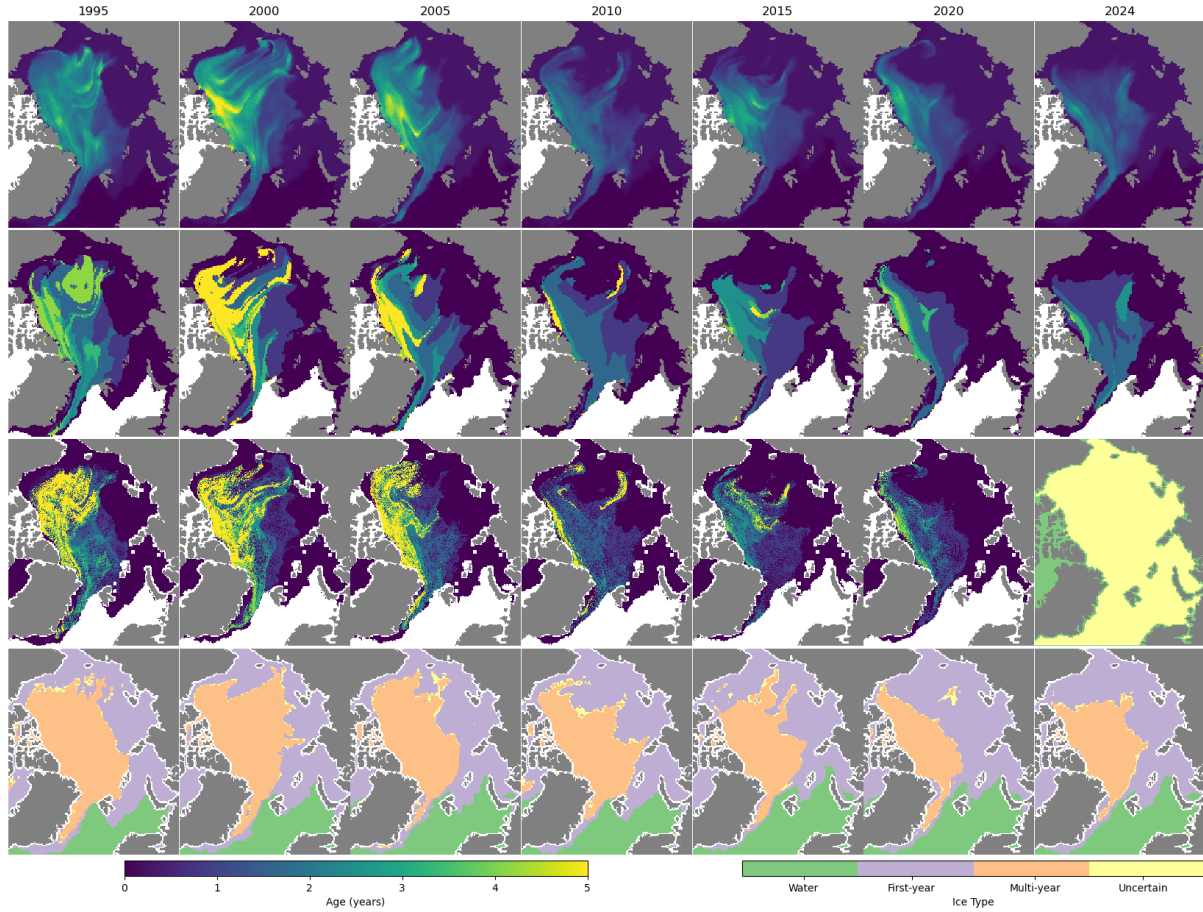 1995 2000 2005 2010 2015 2020 2024
0 1 2 3 4 5
Age (years)
Water First-year Multi-year Uncertain
Ice Type